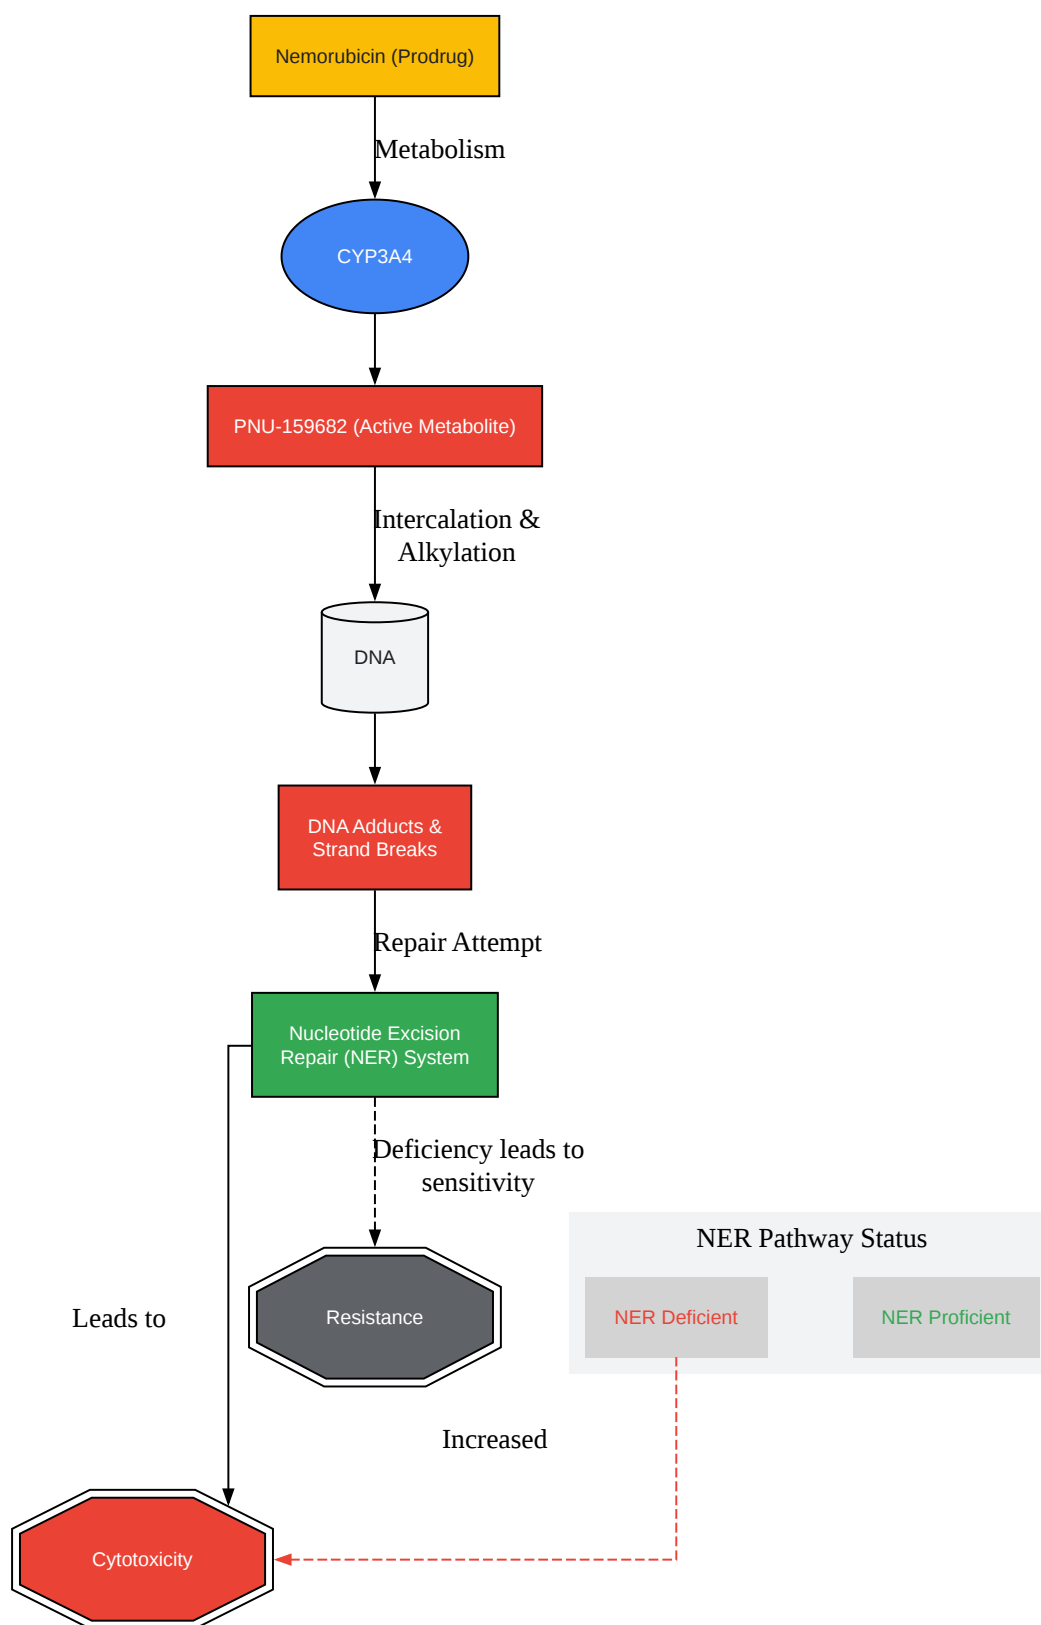 Nemorubicin (Prodrug)
Metabolism
CYP3A4
PNU-159682 (Active Metabolite)
Intercalation &
Alkylation
DNA
DNA Adducts &
Strand Breaks
Repair Attempt
Nucleotide Excision
Repair (NER) System
Deficiency leads to
sensitivity
NER Pathway Status
Leads to
Resistance
NER Deficient
NER Proficient
Increased
Cytotoxicity